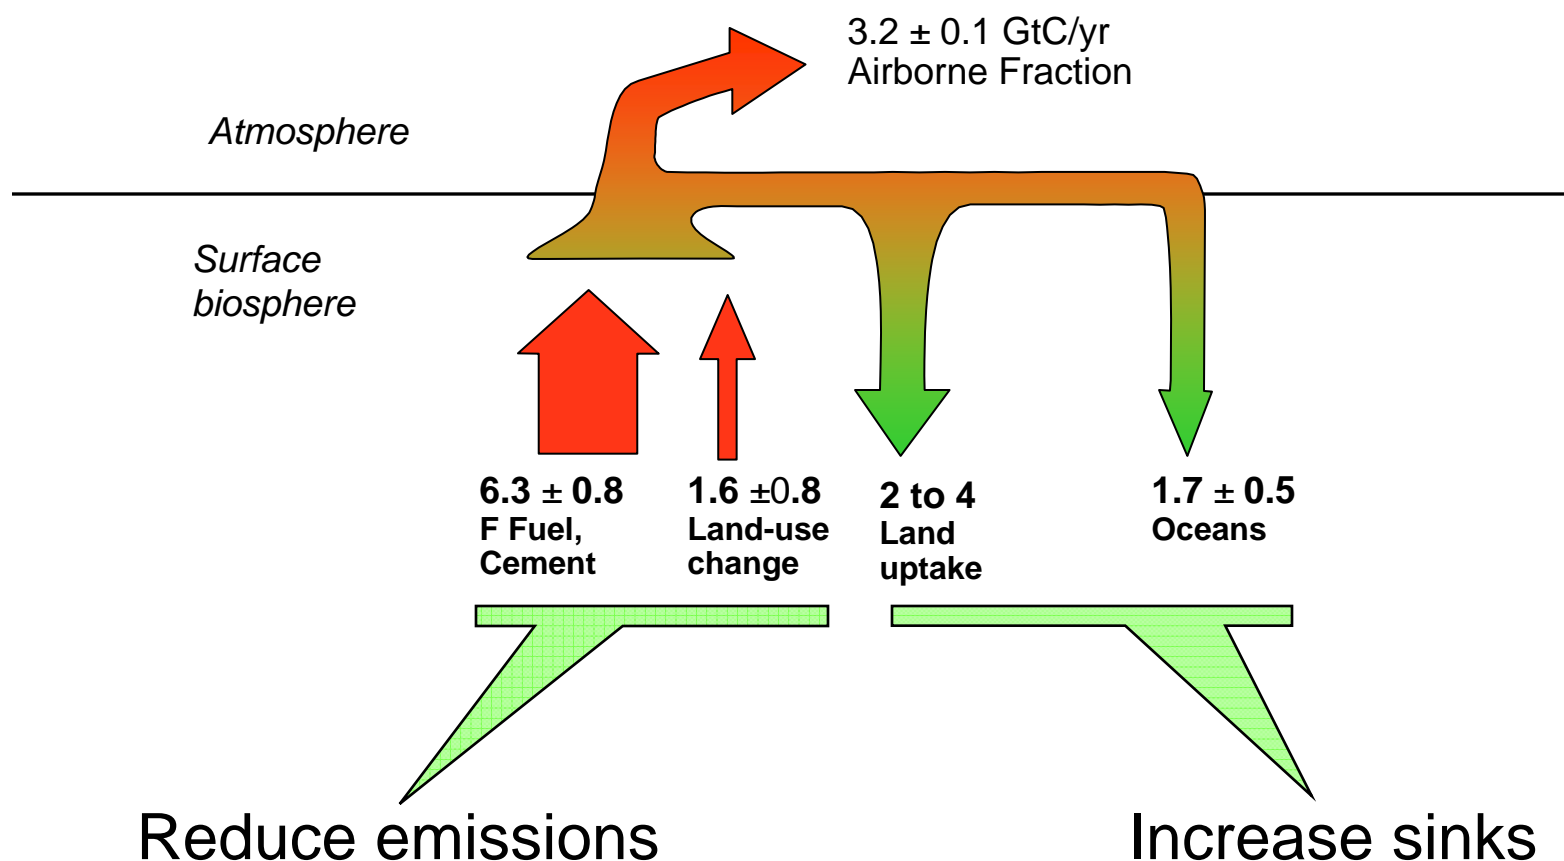 3.2 ± 0.1 GtC/yr
Airborne Fraction
Atmosphere
Surface
biosphere
6.3 ± 0.8
F Fuel,
Cement
1.6 ±0.8
Land-use
change
2 to 4
Land
uptake
1.7 ± 0.5
Oceans
Reduce emissions
Increase sinks